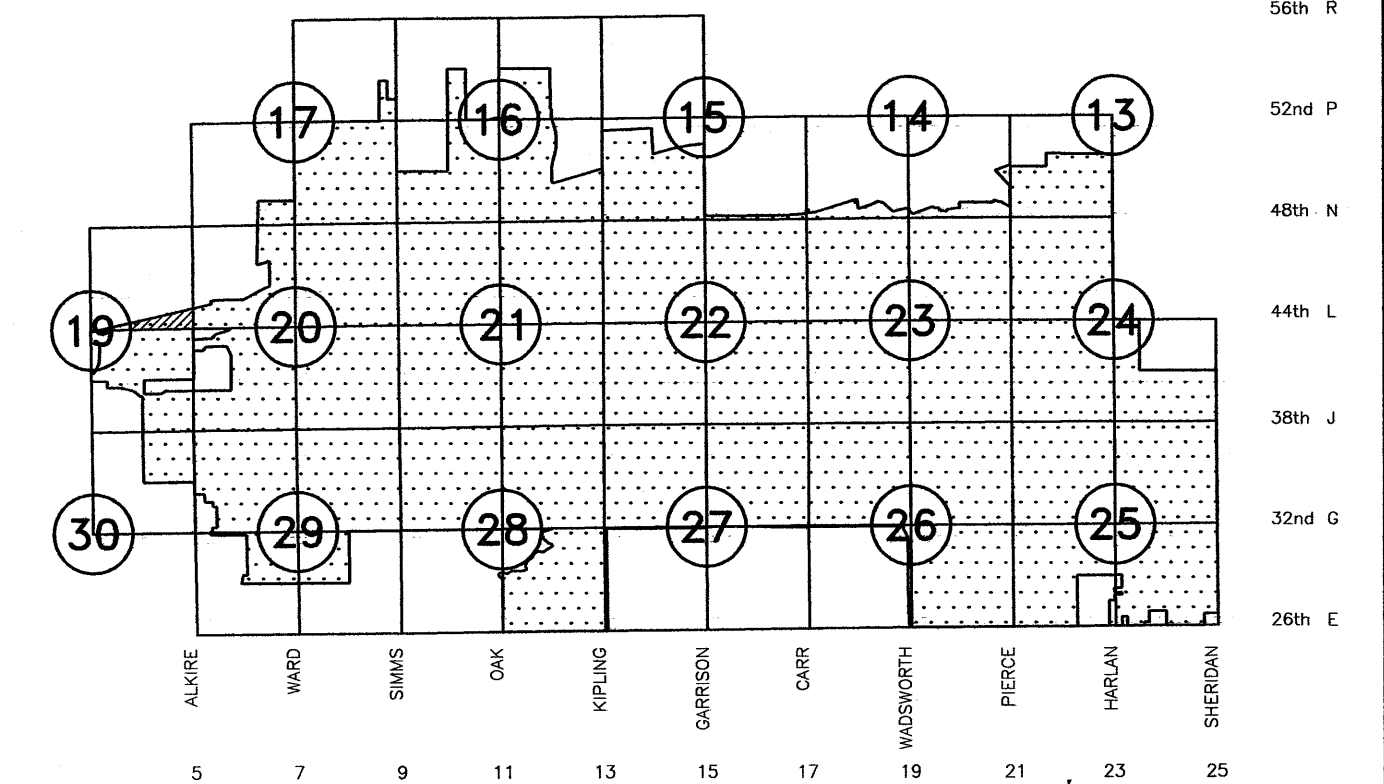 56th R
17 16 15 14 13 52nd P
48th N
19 20 21 22 23 24 44th L
38th J
30 29 28 27 26 25 32nd G
26th E
ALKIRE WARD SIMMS OAK KIPLING GARRISON CARR WADSWORTH PIERCE HARLAN SHERIDAN
5 7 9 11 13 15 17 19 21 23 25